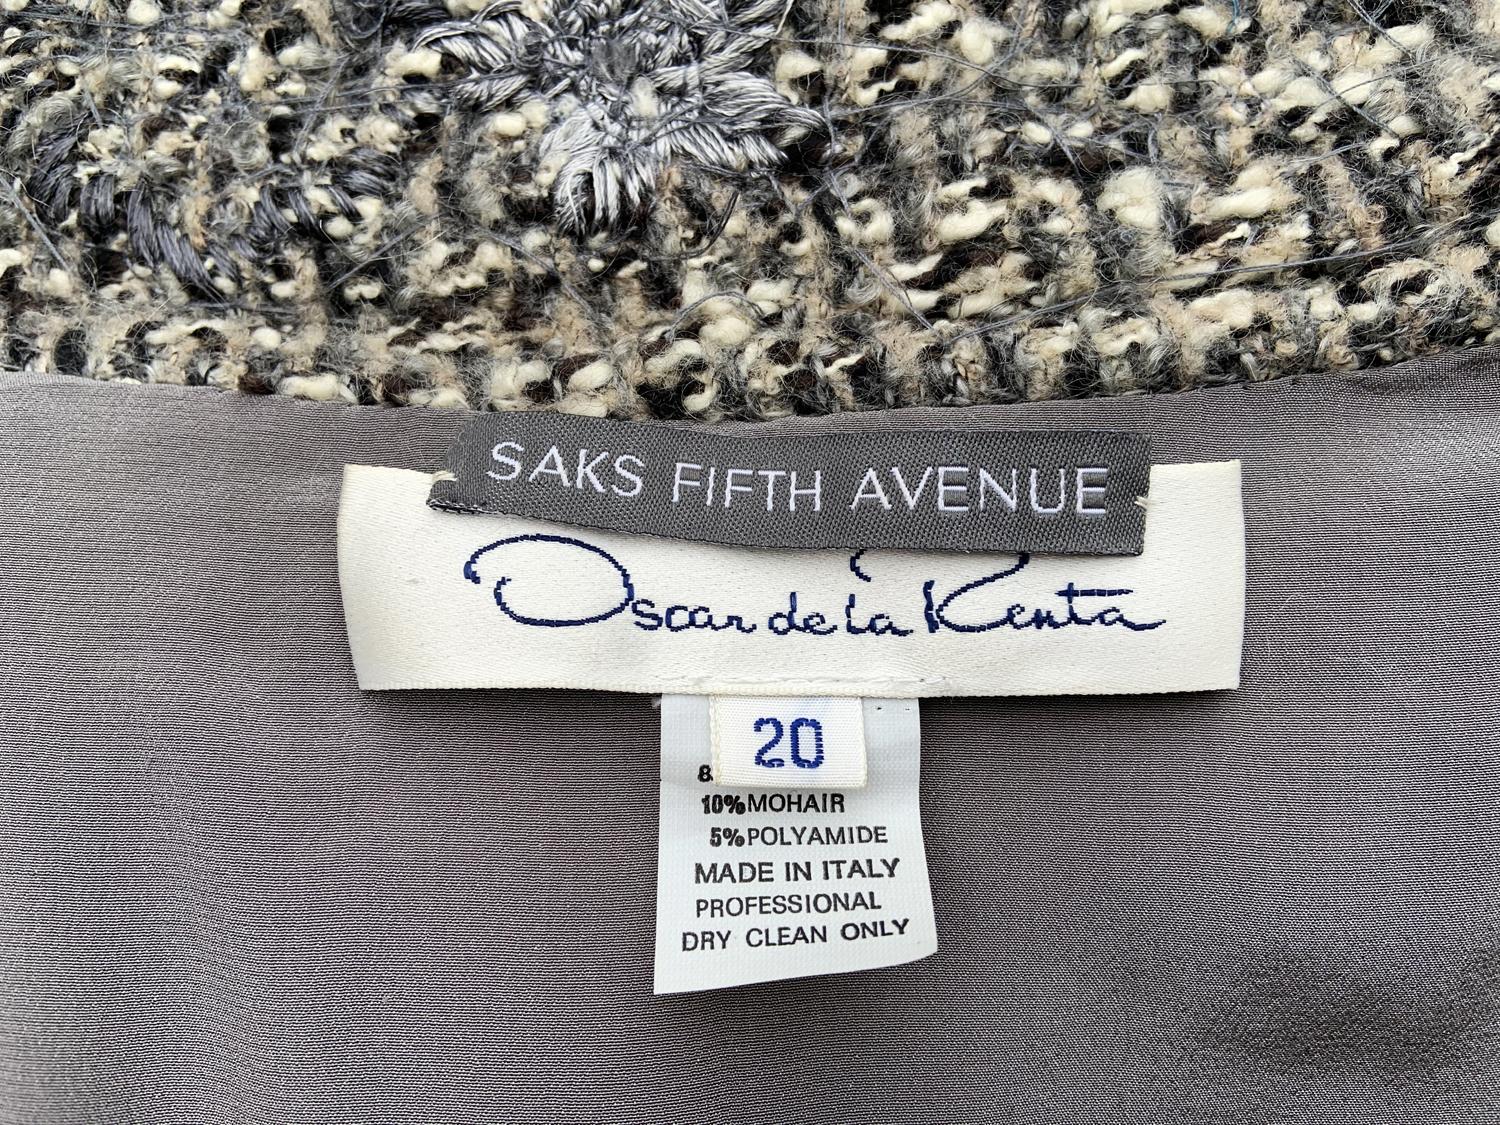 SAKS FIFTH AVENUE
Oscar de la Renta
20
10% MOHAIR
5% POLYAMIDE
MADE IN ITALY
PROFESSIONAL
DRY CLEAN ONLY